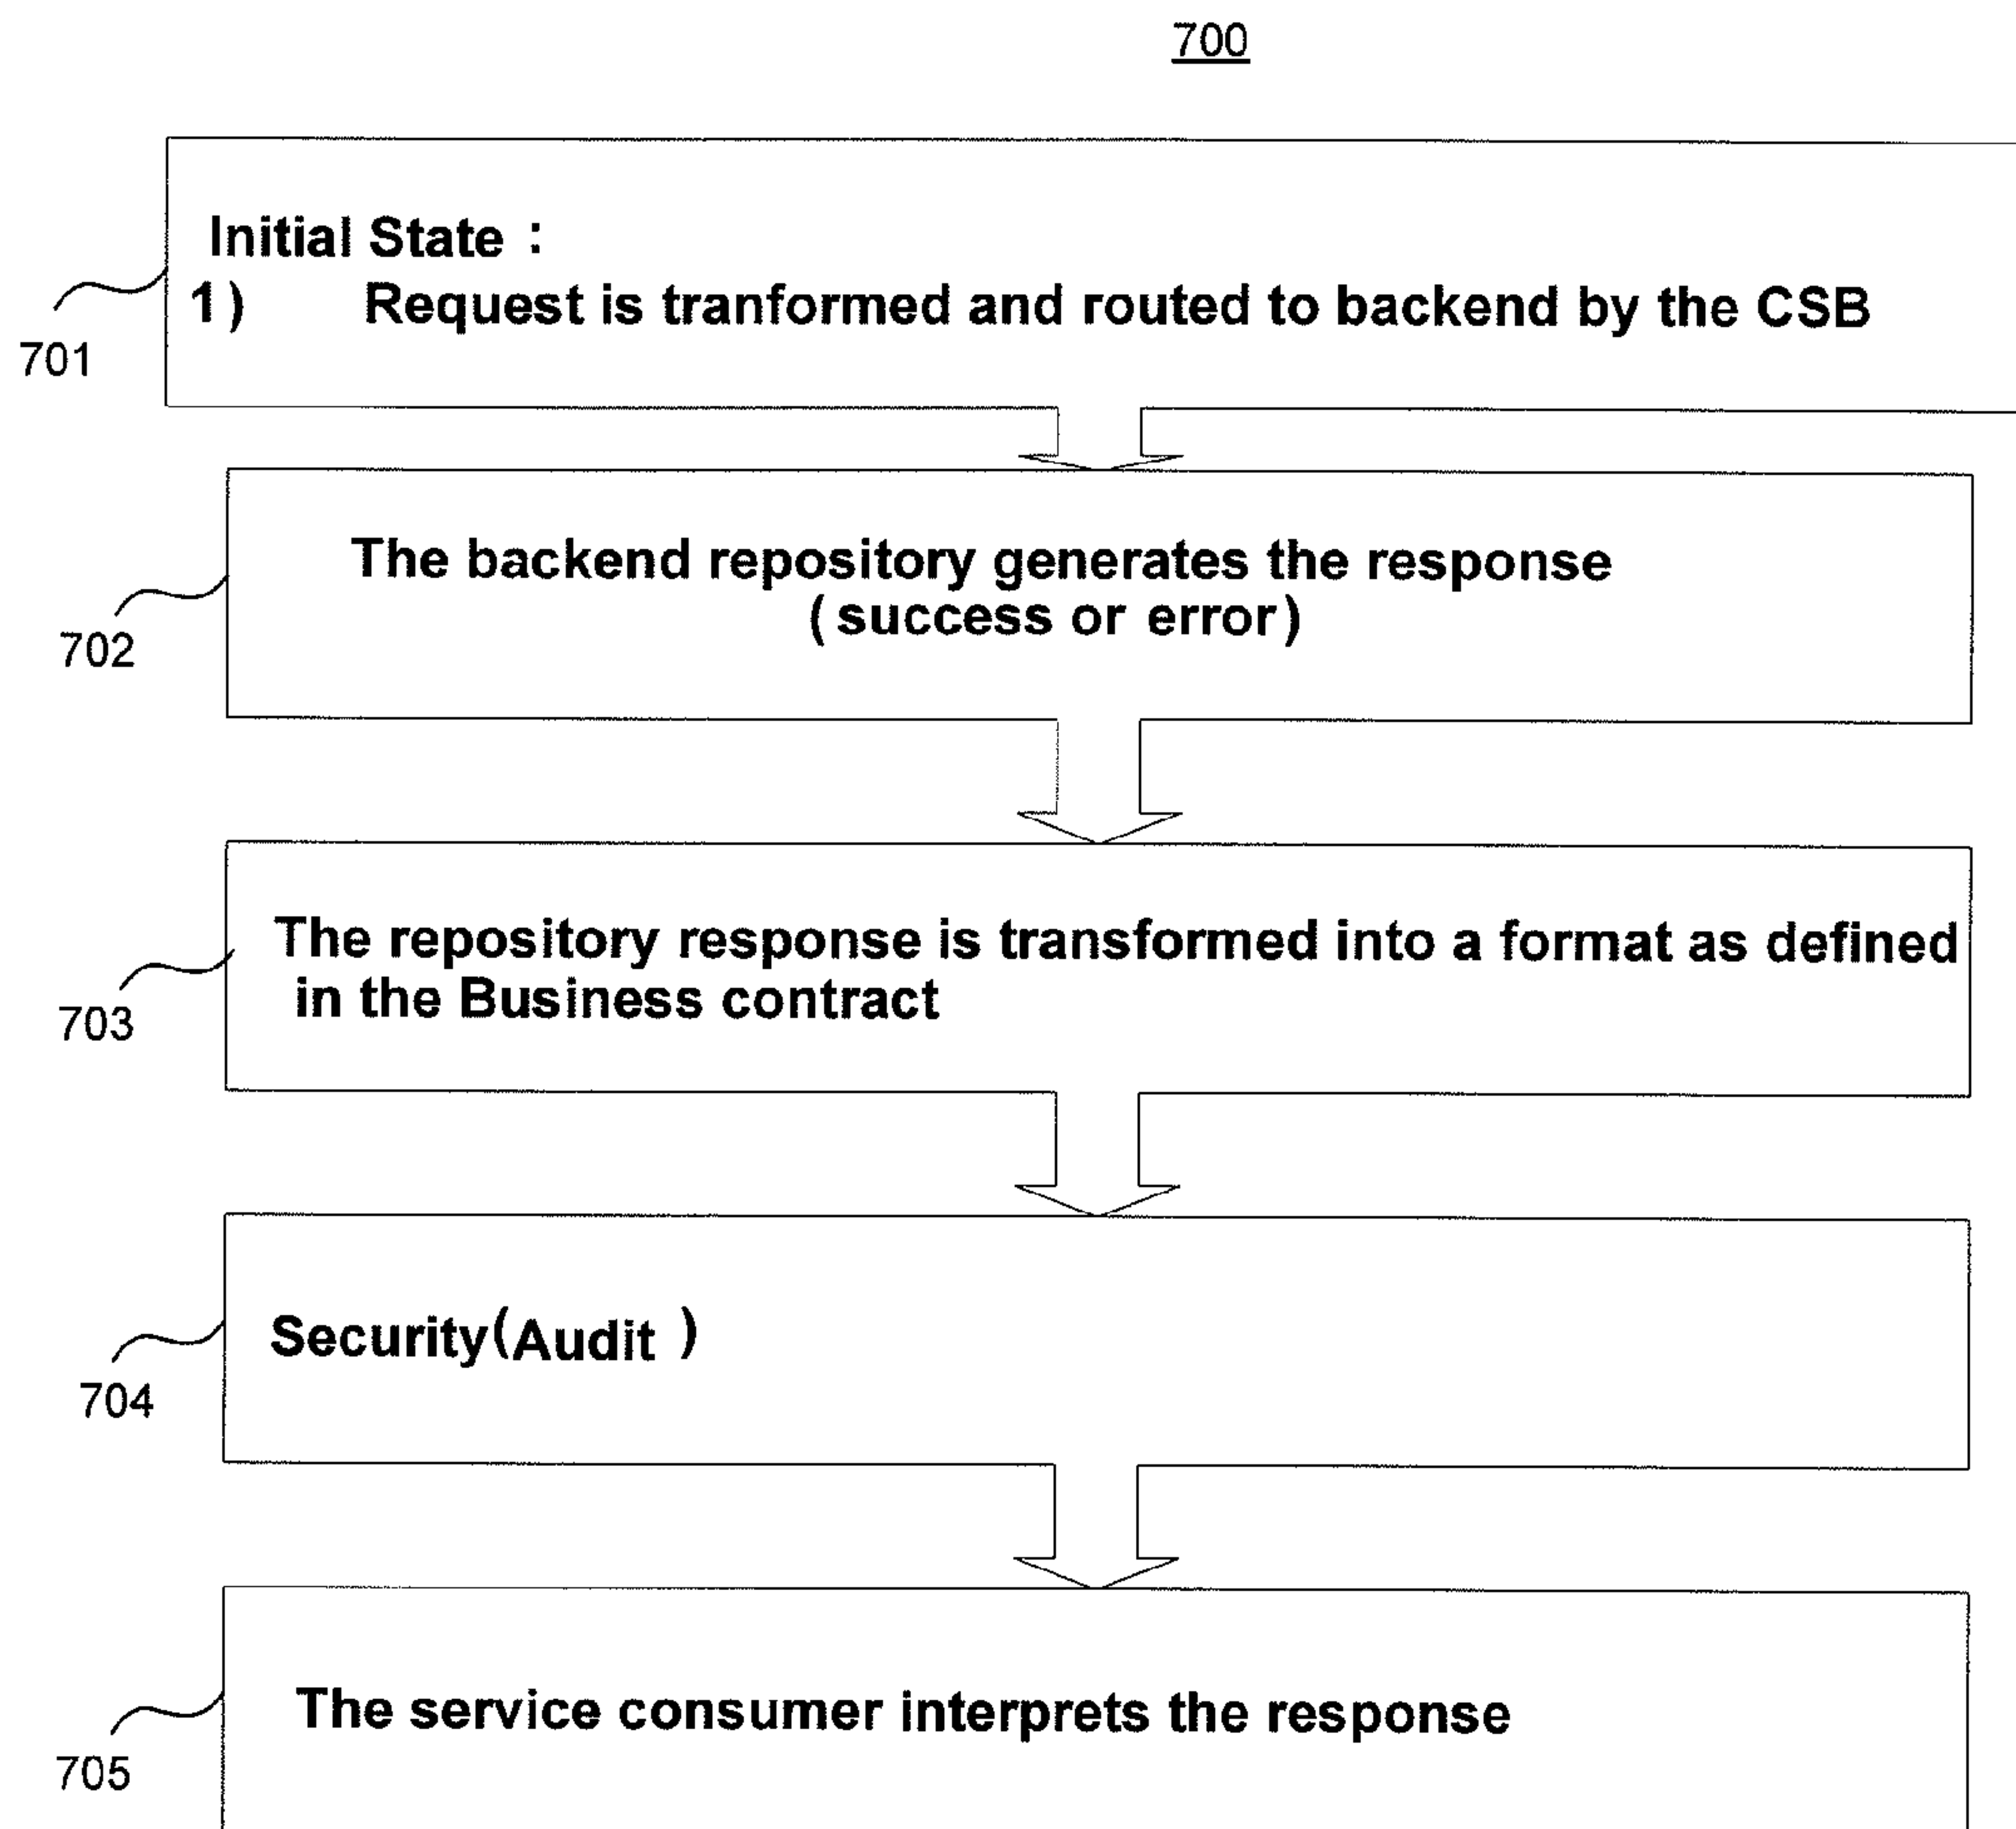 700
Initial State :
1) Request is tranformed and routed to backend by the CSB
701
The backend repository generates the response
(success or error)
702
The repository response is transformed into a format as defined
in the Business contract
703
Security(Audit )
704
The service consumer interprets the response
705